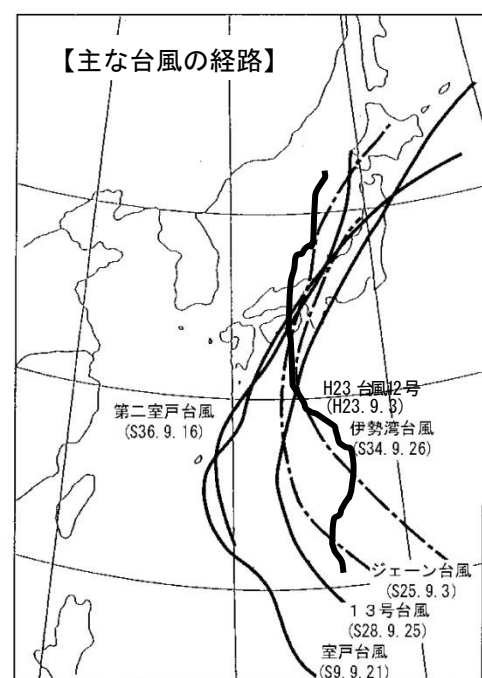 【主な台風の経路】
H23.台風12号
(H23.9.3)
第二室戸台風
(S36.9.16)
伊勢湾台風
(S34.9.26)
ジェーン台風
(S25.9.3)
１３号台風
(S28.9.25)
室戸台風
(S9.9.21)